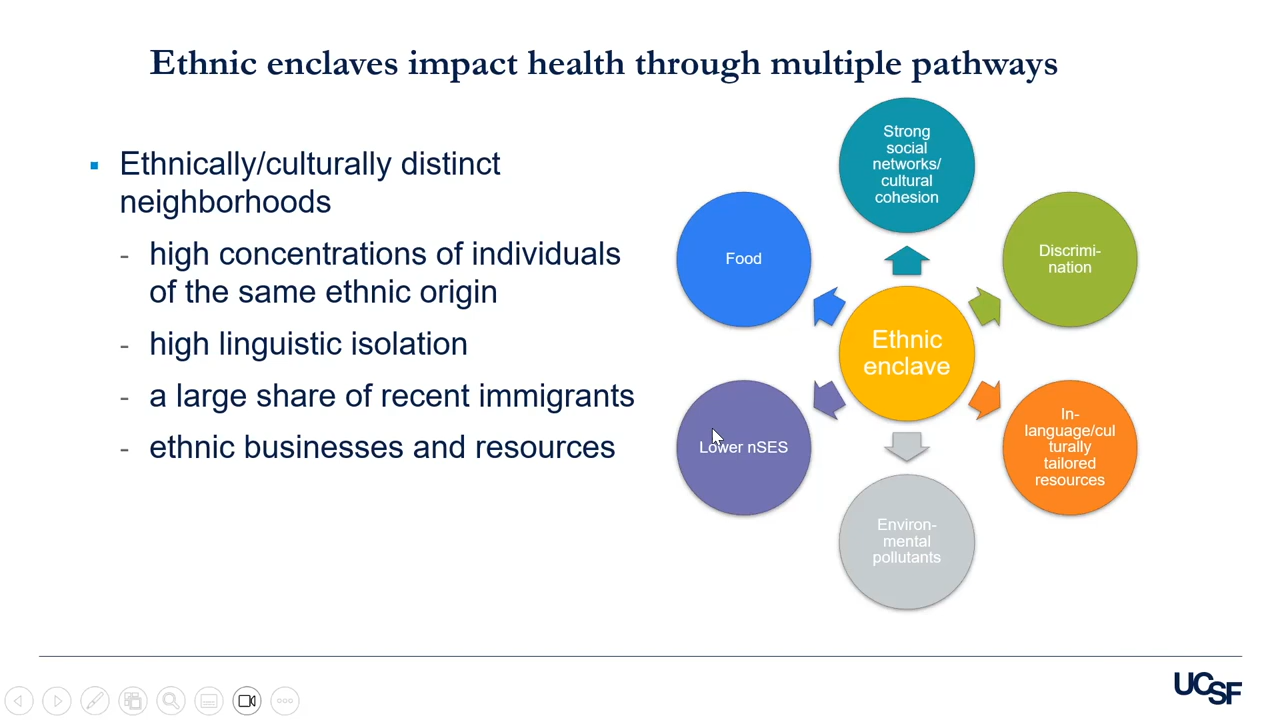 Ethnic enclaves impact health through multiple pathways
▪ Ethnically/culturally distinct
neighborhoods
- high concentrations of individuals
of the same ethnic origin
- high linguistic isolation
- a large share of recent immigrants
- ethnic businesses and resources
Strong
social
networks/
cultural
cohesion
Discrimi-
nation
In-
language/cul
turally
tailored
resources
Environ-
mental
pollutants
Lower nSES
Food
Ethnic
enclave
UCSF